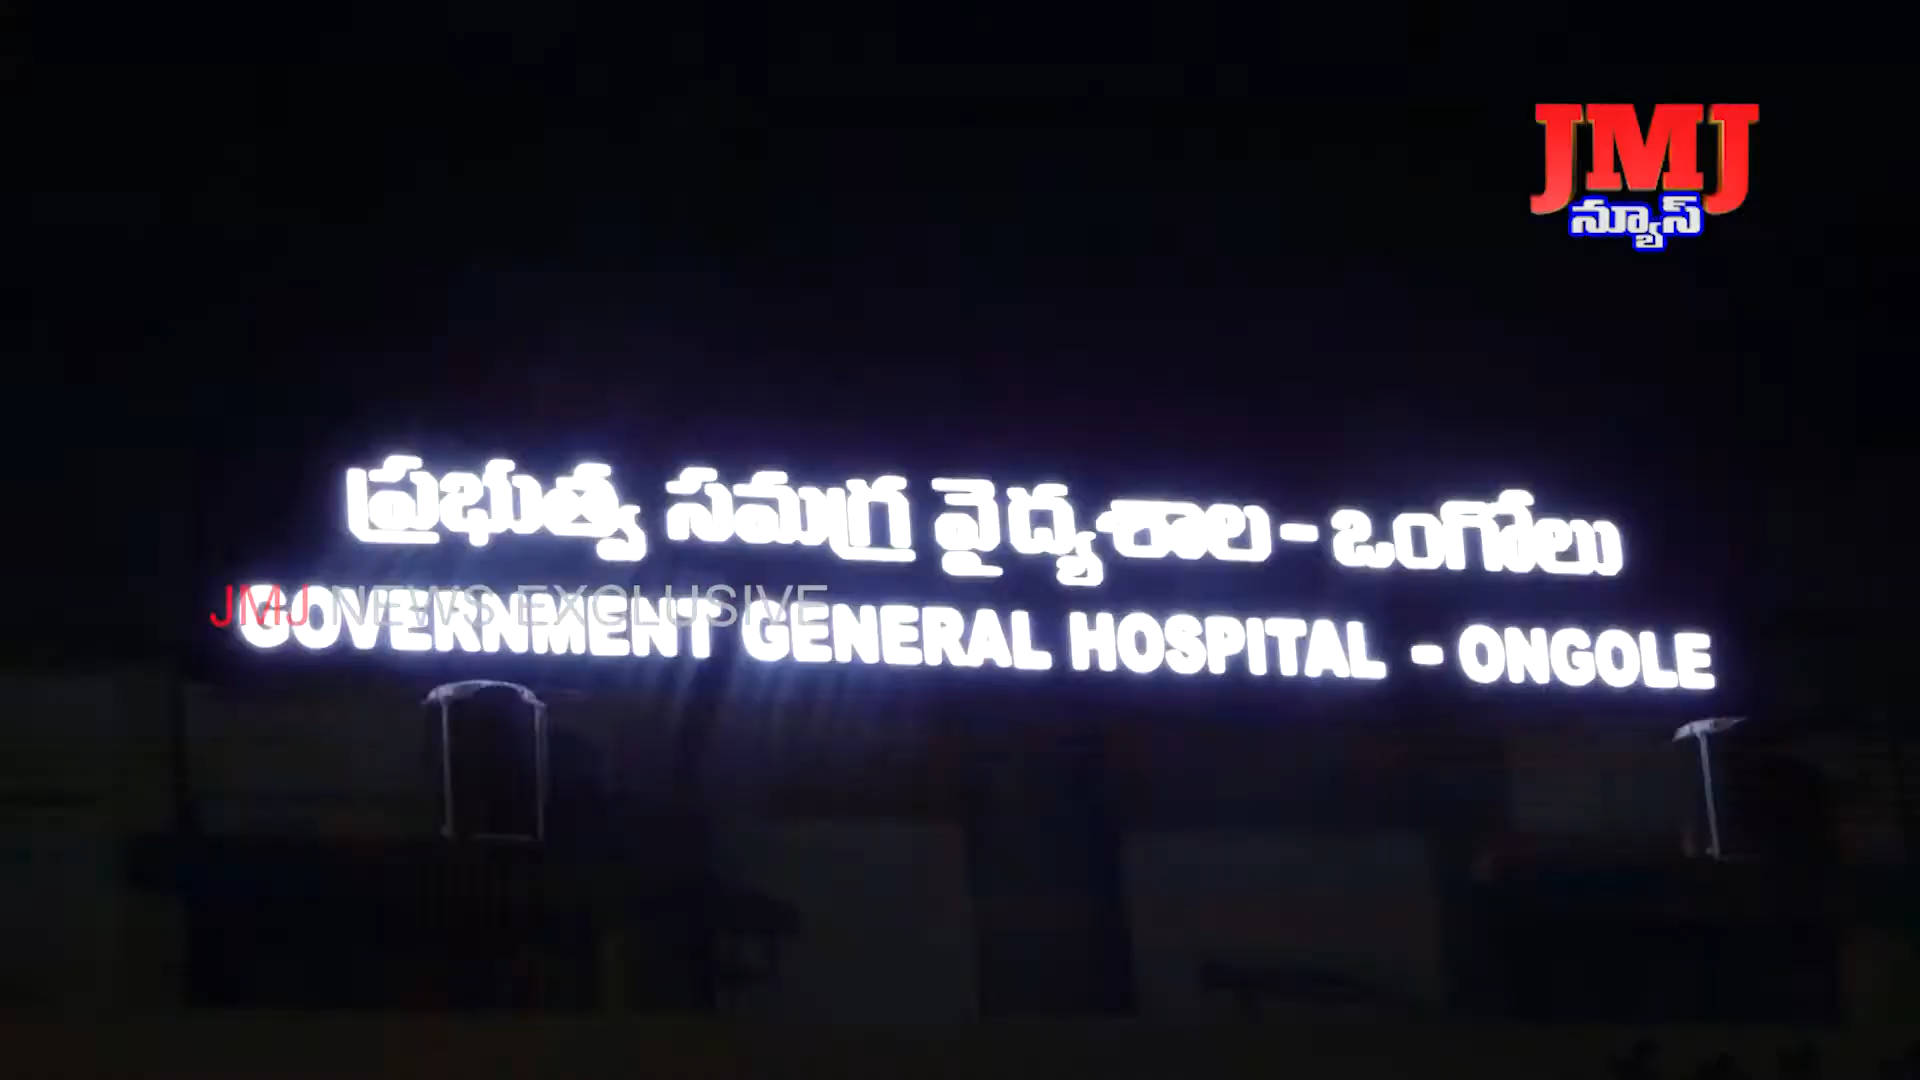 JMJ
న్యూస్
ప్రభుత్వ సమగ్ర వైద్యశాల - ఒంగోలు
JMJ NEWS EXCLUSIVE
GOVERNMENT GENERAL HOSPITAL - ONGOLE